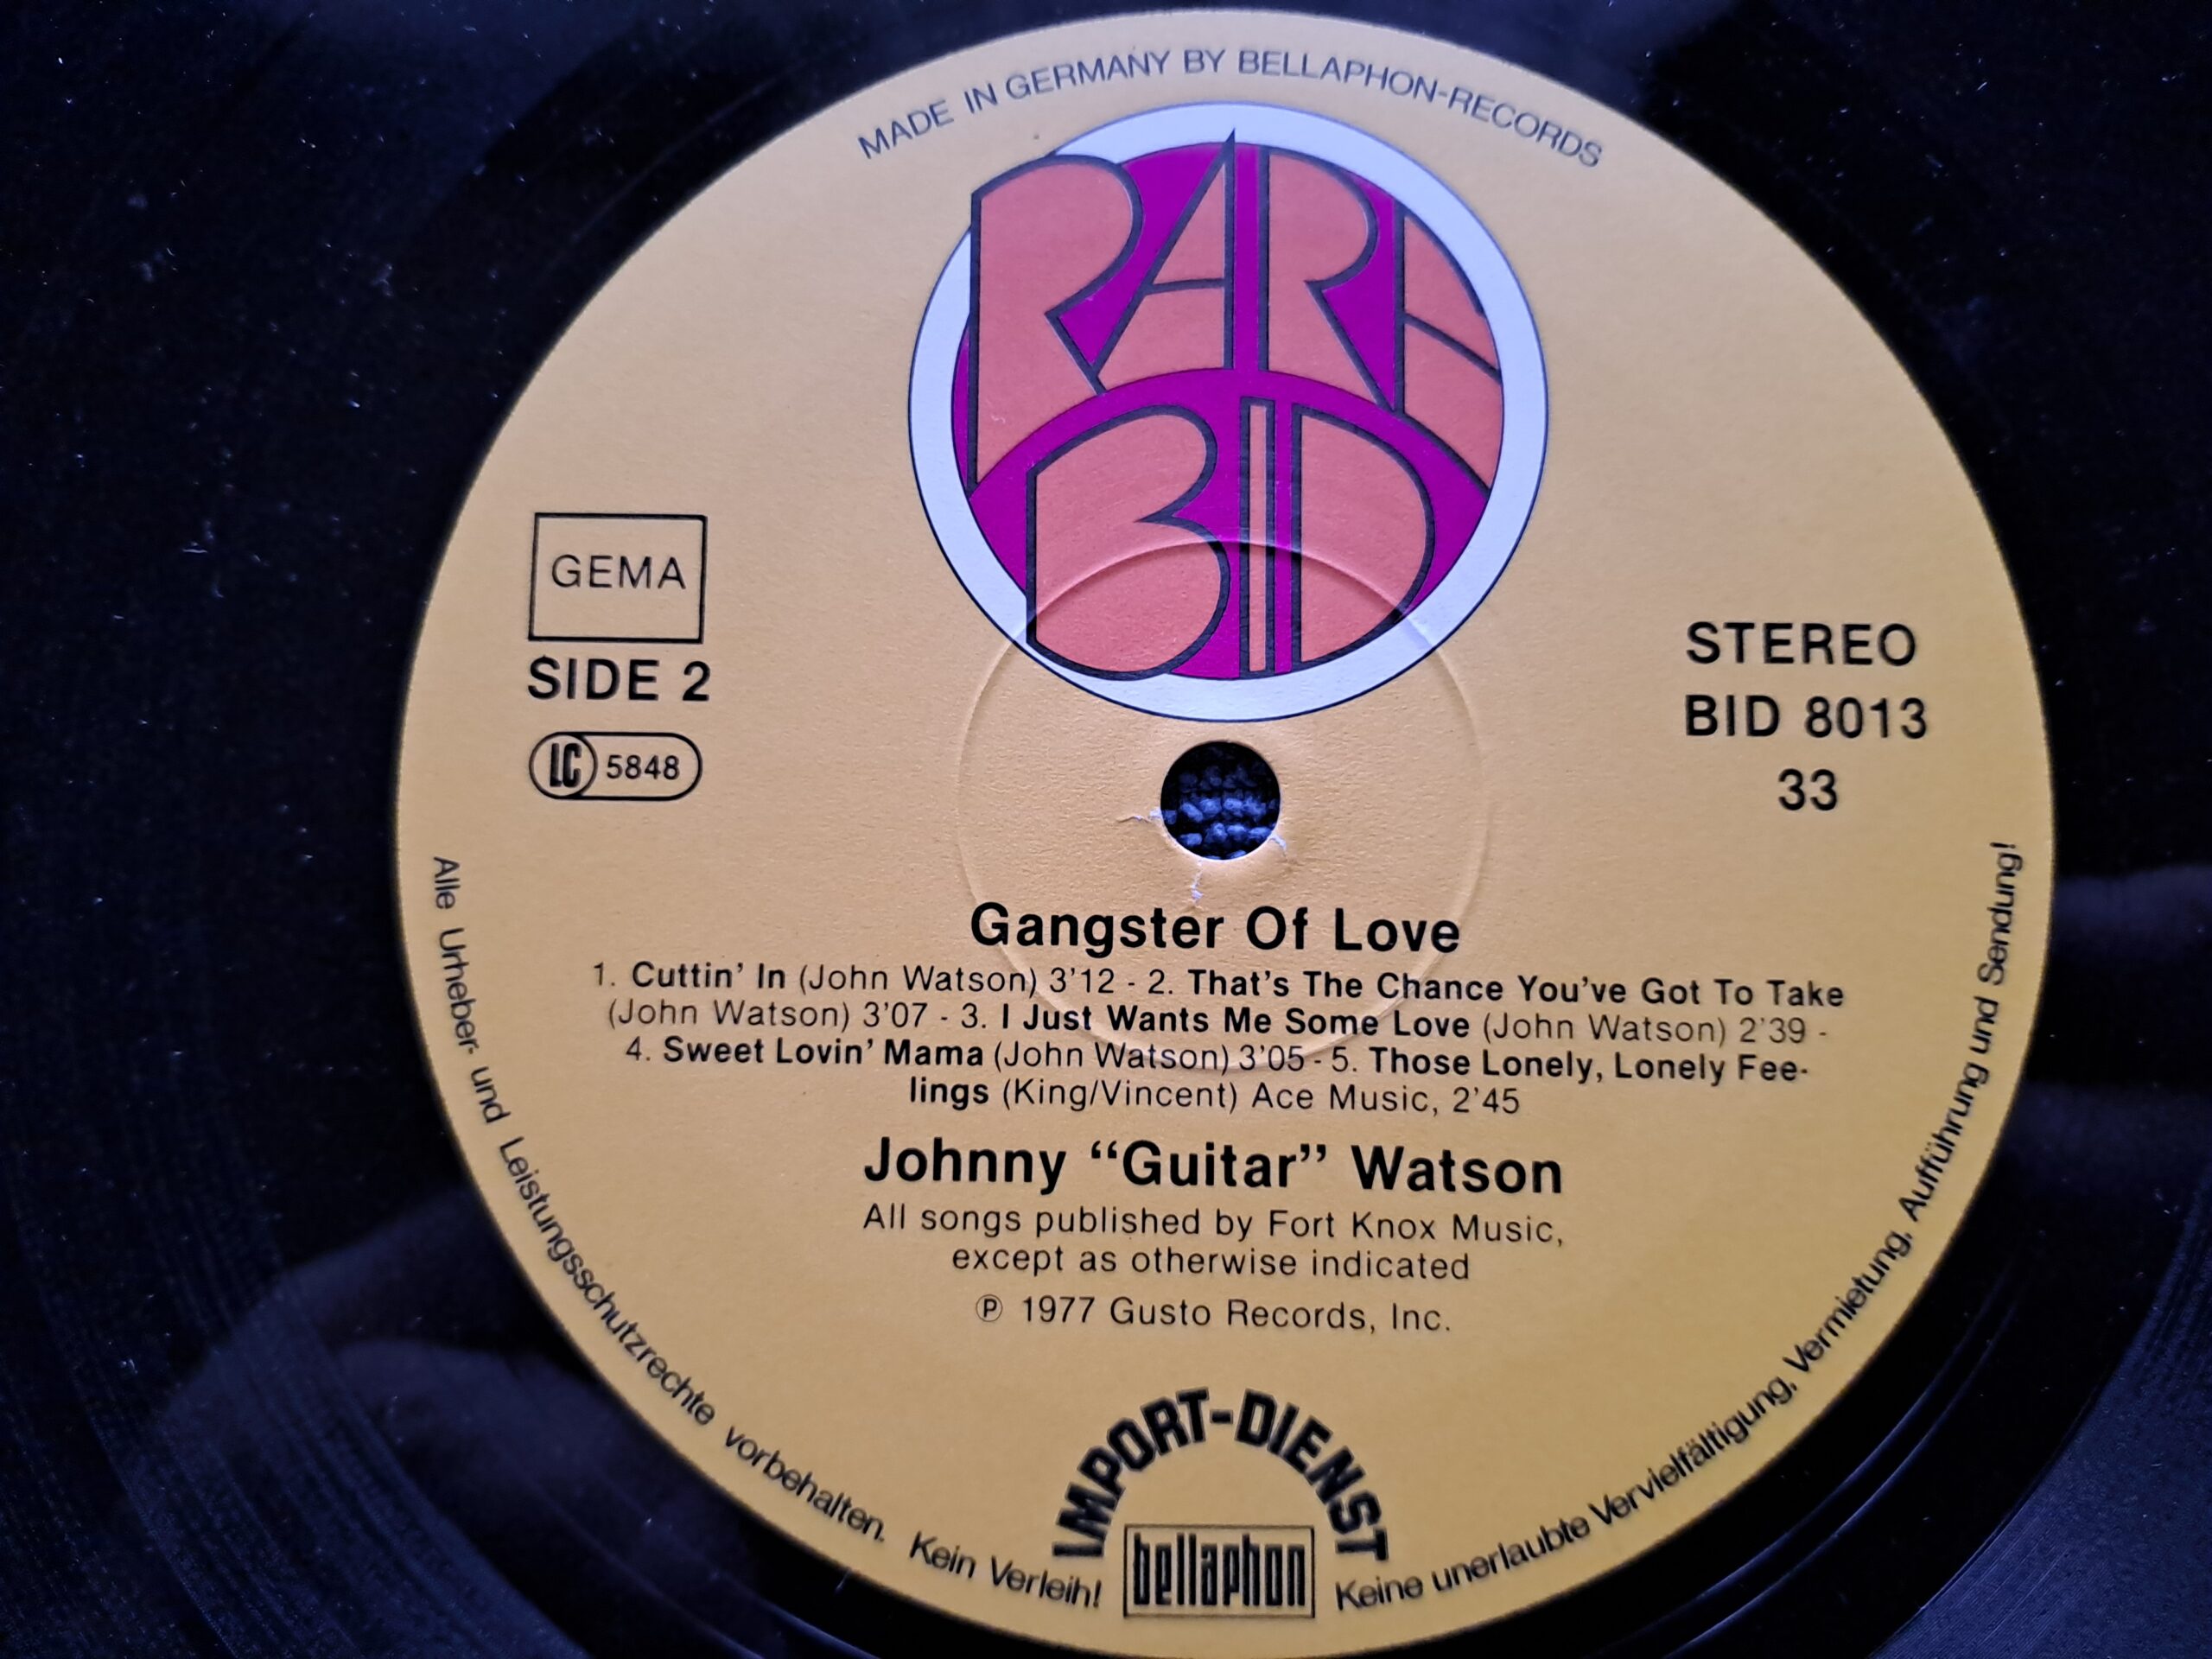 MADE IN GERMANY BY BELLAPHON-RECORDS
RARE
BID
GEMA
SIDE 2
LC 5848
STEREO
BID 8013
33
Gangster Of Love
1. Cuttin' In (John Watson) 3'12 - 2. That's The Chance You've Got To Take
(John Watson) 3'07 - 3. I Just Wants Me Some Love (John Watson) 2'39 -
4. Sweet Lovin' Mama (John Watson) 3'05 - 5. Those Lonely, Lonely Fee-
lings (King/Vincent) Ace Music, 2'45
Johnny “Guitar” Watson
All songs published by Fort Knox Music,
except as otherwise indicated
℗ 1977 Gusto Records, Inc.
IMPORT-DIENST
bellaphon
Alle Urheber- und Leistungsschutzrechte vorbehalten. Kein Verleih! Keine unerlaubte Vervielfältigung, Vermietung, Aufführung und Sendung!